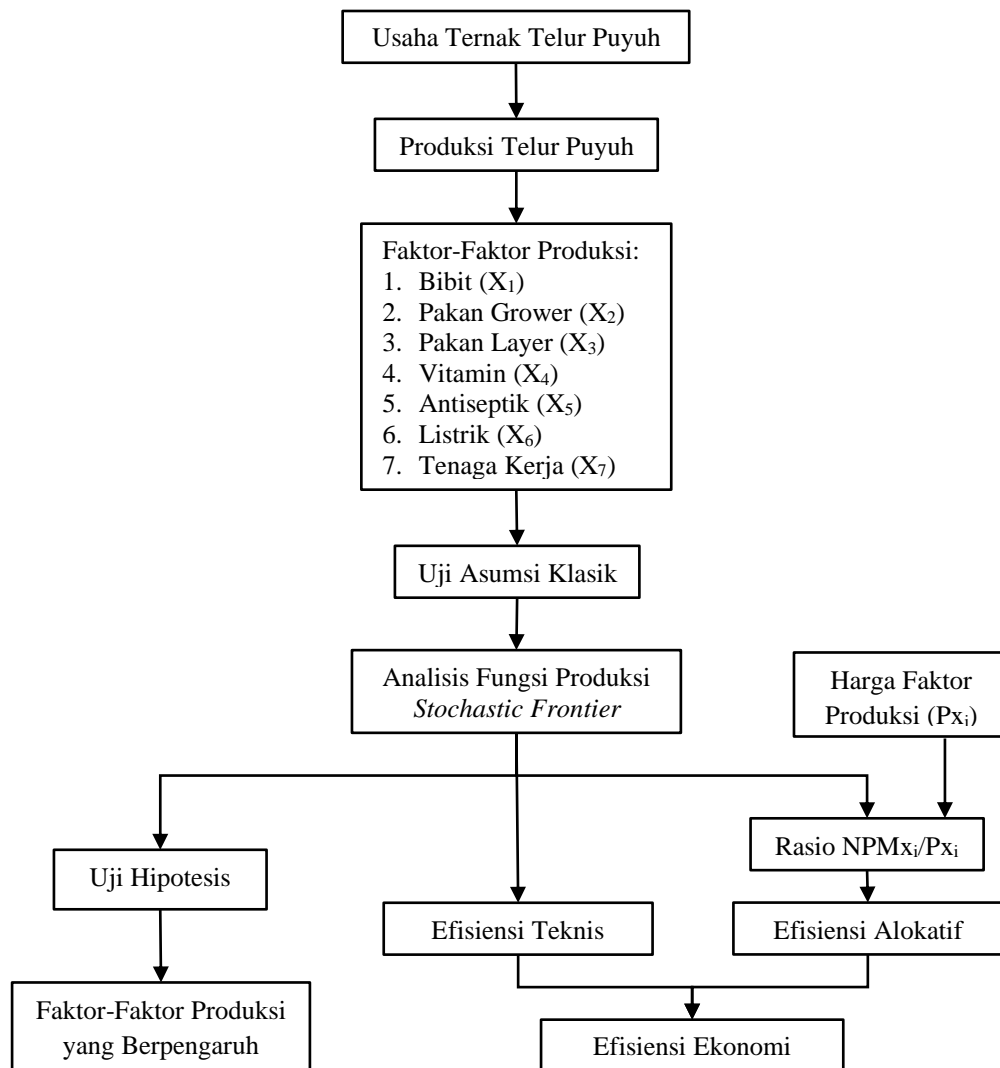 Usaha Ternak Telur Puyuh
Produksi Telur Puyuh
Faktor-Faktor Produksi:
1. Bibit (X₁)
2. Pakan Grower (X₂)
3. Pakan Layer (X₃)
4. Vitamin (X₄)
5. Antiseptik (X₅)
6. Listrik (X₆)
7. Tenaga Kerja (X₇)
Uji Asumsi Klasik
Analisis Fungsi Produksi
Stochastic Frontier
Harga Faktor
Produksi (Pxᵢ)
Rasio NPMxᵢ/Pxᵢ
Uji Hipotesis
Efisiensi Teknis
Efisiensi Alokatif
Faktor-Faktor Produksi
yang Berpengaruh
Efisiensi Ekonomi